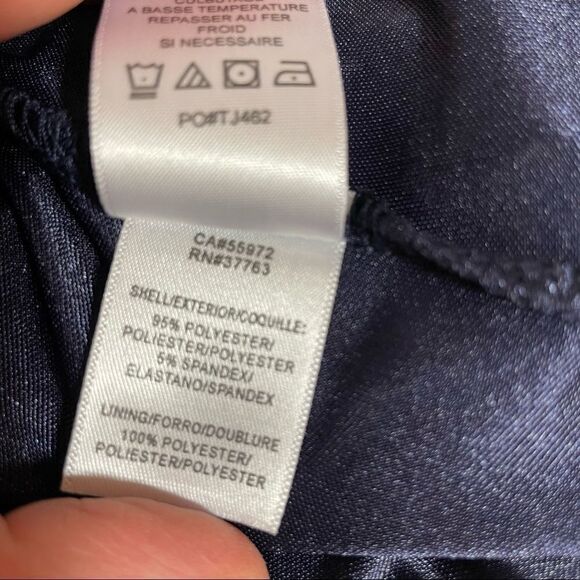 A BASSE TEMPERATURE
REPASSER AU FER
FROID
SI NECESSAIRE
PO#TJ462
CA#55972
RN#37763
SHELL/EXTERIOR/COQUILLE:
95% POLYESTER/
POLIESTER/POLYESTER
5% SPANDEX/
ELASTANO/SPANDEX
LINING/FORRO/DOUBLURE
100% POLYESTER/
POLIESTER/POLYESTER